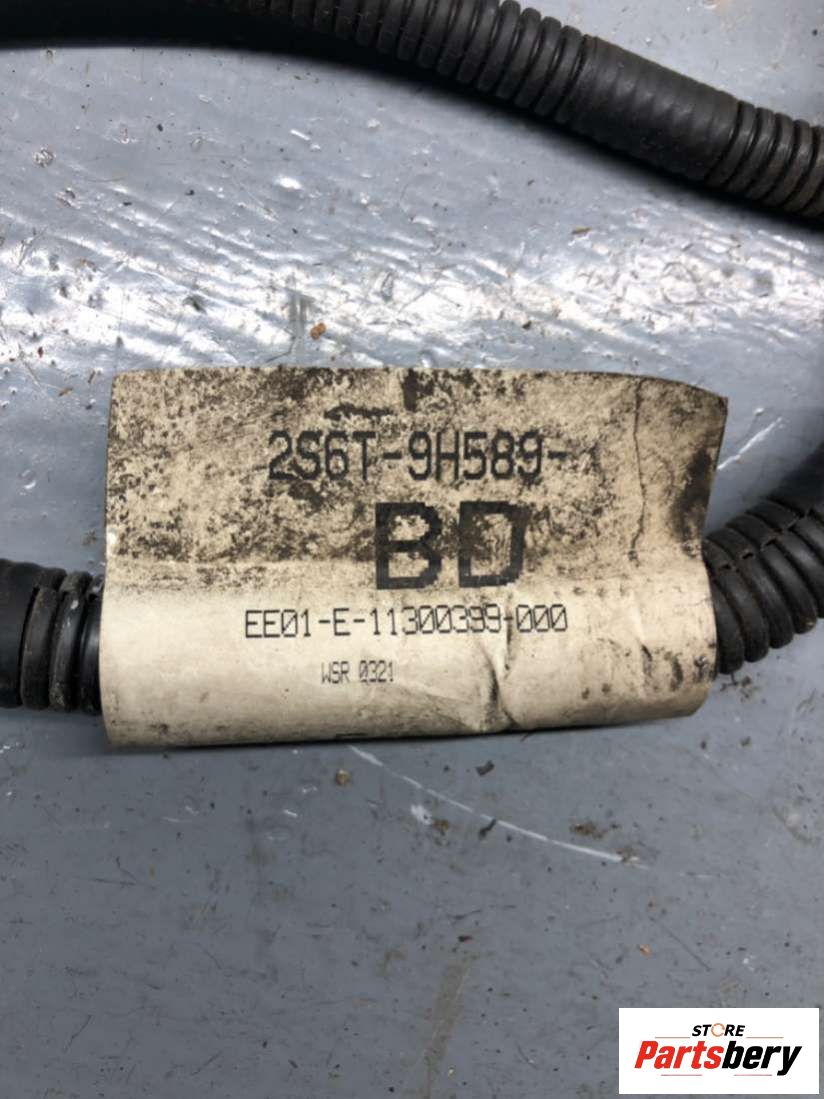 2S6T-9H589-
BD
EE01-E-11300399-000
WSR 0321
STORE
Partsbery